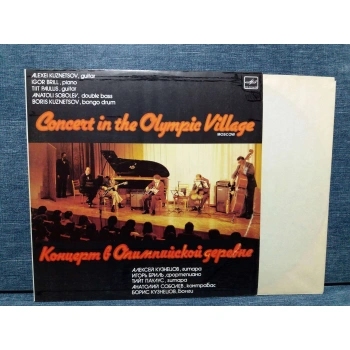 ALEXEI KUZNETSOV, guitar
IGOR BRILL, piano
TIIT PAULUS, guitar
ANATOLI SOBOLEV, double bass
BORIS KUZNETSOV, bongo drum
Concert in the Olympic Village
MOSCOW
Концерт в Олимпийской деревне
АЛЕКСЕЙ КУЗНЕЦОВ, гитара
ИГОРЬ БРИЛЬ, фортепиано
ТИЙТ ПАУЛУС, гитара
АНАТОЛИЙ СОБОЛЕВ, контрабас
БОРИС КУЗНЕЦОВ, бонги